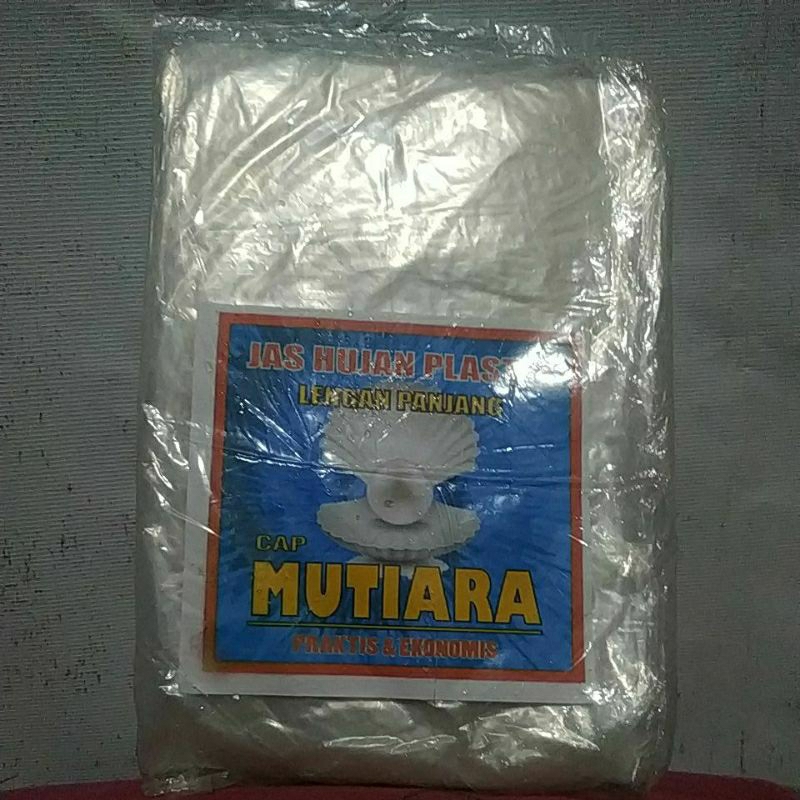 JAS HUJAN PLAST
LENGAN PANJANG
CAP
MUTIARA
PRAKTIS & EKONOMIS